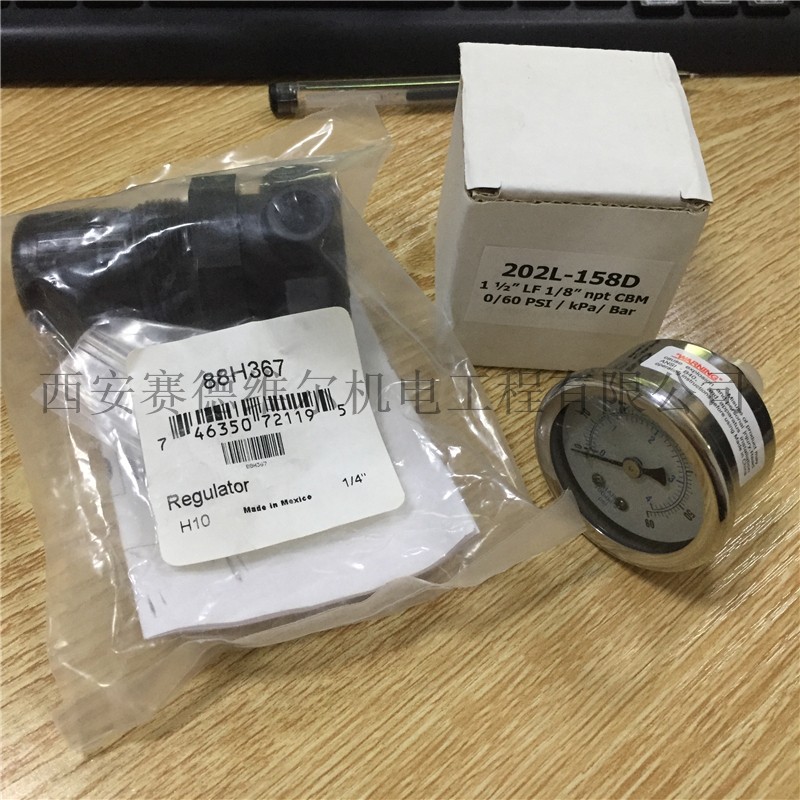 202L-158D
1 ½" LF 1/8" npt CBM
0/60 PSI / kPa/ Bar
WARNING
88H367
西安赛德维尔机电工程有限公司
7 46350 72119 5
88H367
Regulator 1/4"
H10 Made in Mexico